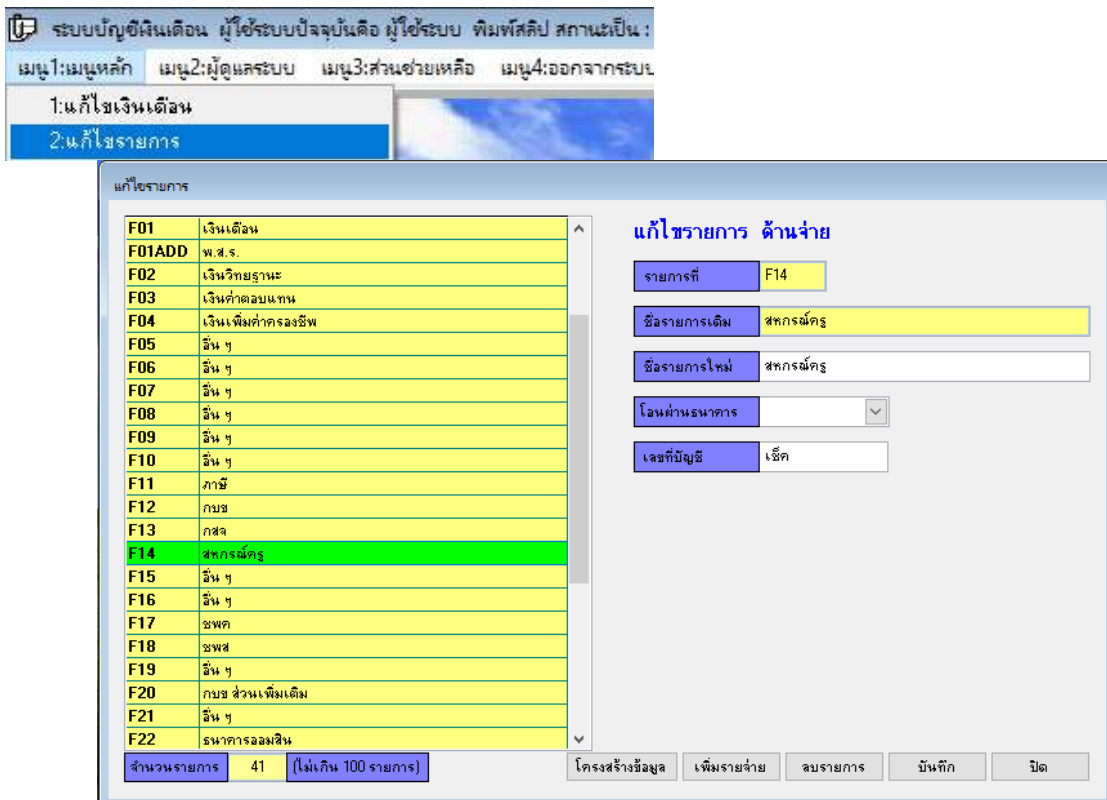 ระบบบัญชีเงินเดือน ผู้ใช้ระบบปัจจุบันคือ ผู้ใช้ระบบ พิมพ์สลิป สถานะเป็น :
เมนู1:เมนูหลัก เมนู2:ผู้ดูแลระบบ เมนู3:ส่วนช่วยเหลือ เมนู4:ออกจากระบบ
1:แก้ไขเงินเดือน
2:แก้ไขรายการ
แก้ไขรายการ
F01 เงินเดือน
F01ADD พ.ส.ร.
F02 เงินวิทยฐานะ
F03 เงินค่าตอบแทน
F04 เงินเพิ่มค่าครองชีพ
F05 อื่น ๆ
F06 อื่น ๆ
F07 อื่น ๆ
F08 อื่น ๆ
F09 อื่น ๆ
F10 อื่น ๆ
F11 ภาษี
F12 กบข
F13 กสจ
F14 สหกรณ์ครู
F15 อื่น ๆ
F16 อื่น ๆ
F17 ชพค
F18 ชพส
F19 อื่น ๆ
F20 กบข ส่วนเพิ่มเติม
F21 อื่น ๆ
F22 ธนาคารออมสิน
แก้ไขรายการ ด้านจ่าย
รายการที่ F14
ชื่อรายการเดิม สหกรณ์ครู
ชื่อรายการใหม่ สหกรณ์ครู
โอนผ่านธนาคาร
เลขที่บัญชี เช็ค
จำนวนรายการ 41 (ไม่เกิน 100 รายการ) โครงสร้างข้อมูล เพิ่มรายจ่าย ลบรายการ บันทึก ปิด